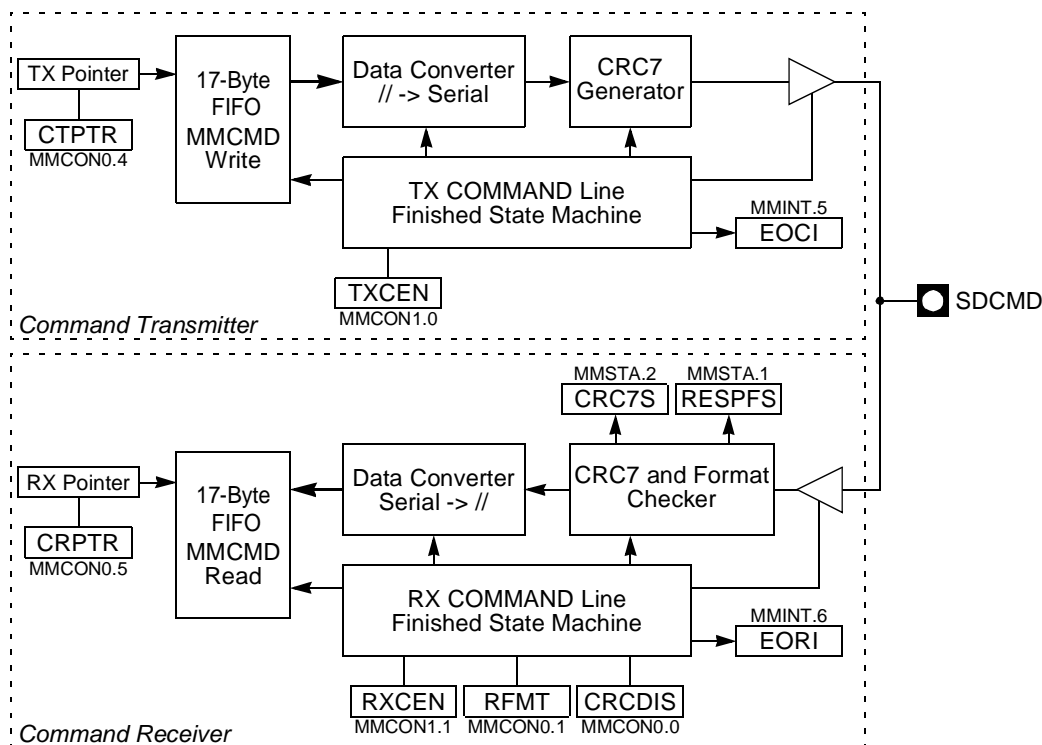 TX Pointer
CTPTR
MMCON0.4
17-Byte
FIFO
MMCMD
Write
Data Converter
// -> Serial
CRC7
Generator
TX COMMAND Line
Finished State Machine
MMINT.5
EOCI
TXCEN
MMCON1.0
Command Transmitter
SDCMD
MMSTA.2
CRC7S
MMSTA.1
RESPFS
RX Pointer
CRPTR
MMCON0.5
17-Byte
FIFO
MMCMD
Read
Data Converter
Serial -> //
CRC7 and Format
Checker
RX COMMAND Line
Finished State Machine
MMINT.6
EORI
RXCEN
MMCON1.1
RFMT
MMCON0.1
CRCDIS
MMCON0.0
Command Receiver